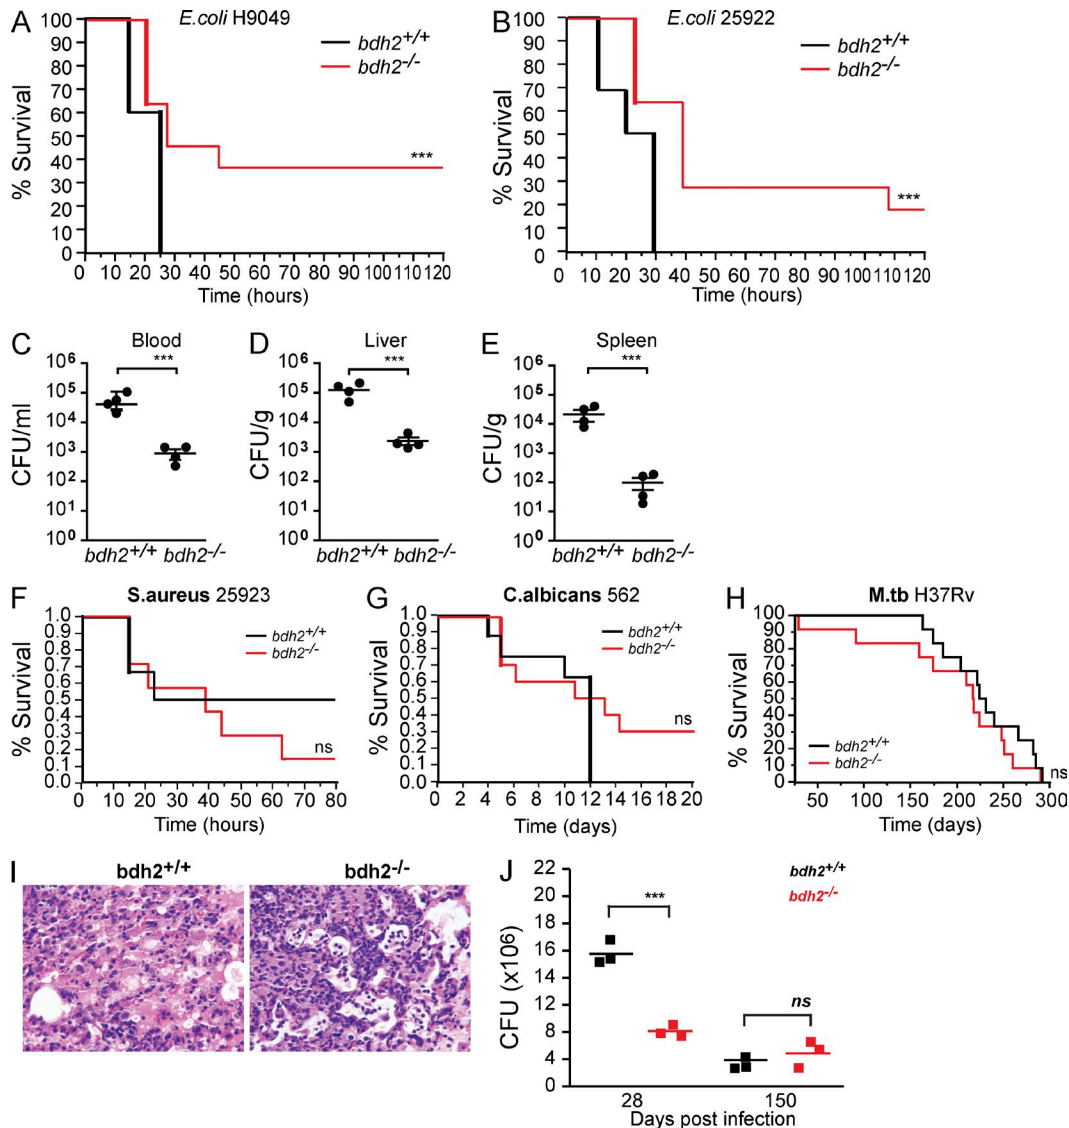 A
E.coli H9049
bdh2+/+
bdh2-/-
% Survival
100
90
80
70
60
50
40
30
20
10
0
***
0 10 20 30 40 50 60 70 80 90 100 110 120
Time (hours)
B
E.coli 25922
bdh2+/+
bdh2-/-
% Survival
100
90
80
70
60
50
40
30
20
10
0
***
0 10 20 30 40 50 60 70 80 90 100 110 120
Time (hours)
C
Blood
***
CFU/ml
10⁶
10⁵
10⁴
10³
10²
10¹
10⁰
bdh2+/+ bdh2-/-
D
Liver
***
CFU/g
10⁶
10⁵
10⁴
10³
10²
10¹
10⁰
bdh2+/+ bdh2-/-
E
Spleen
***
CFU/g
10⁶
10⁵
10⁴
10³
10²
10¹
10⁰
bdh2+/+ bdh2-/-
F
S.aureus 25923
bdh2+/+
bdh2-/-
% Survival
1.0
0.9
0.8
0.7
0.6
0.5
0.4
0.3
0.2
0.1
0.0
ns
0 10 20 30 40 50 60 70 80
Time (hours)
G
C.albicans 562
bdh2+/+
bdh2-/-
% Survival
1.0
0.9
0.8
0.7
0.6
0.5
0.4
0.3
0.2
0.1
0.0
ns
0 2 4 6 8 10 12 14 16 18 20
Time (days)
H
M.tb H37Rv
% Survival
100
90
80
70
60
50
40
30
20
10
0
bdh2+/+
bdh2-/-
ns
50 100 150 200 250 300
Time (days)
I
bdh2+/+
bdh2-/-
J
bdh2+/+
bdh2-/-
***
ns
CFU (x10⁶)
22
20
16
12
8
4
0
28 150
Days post infection